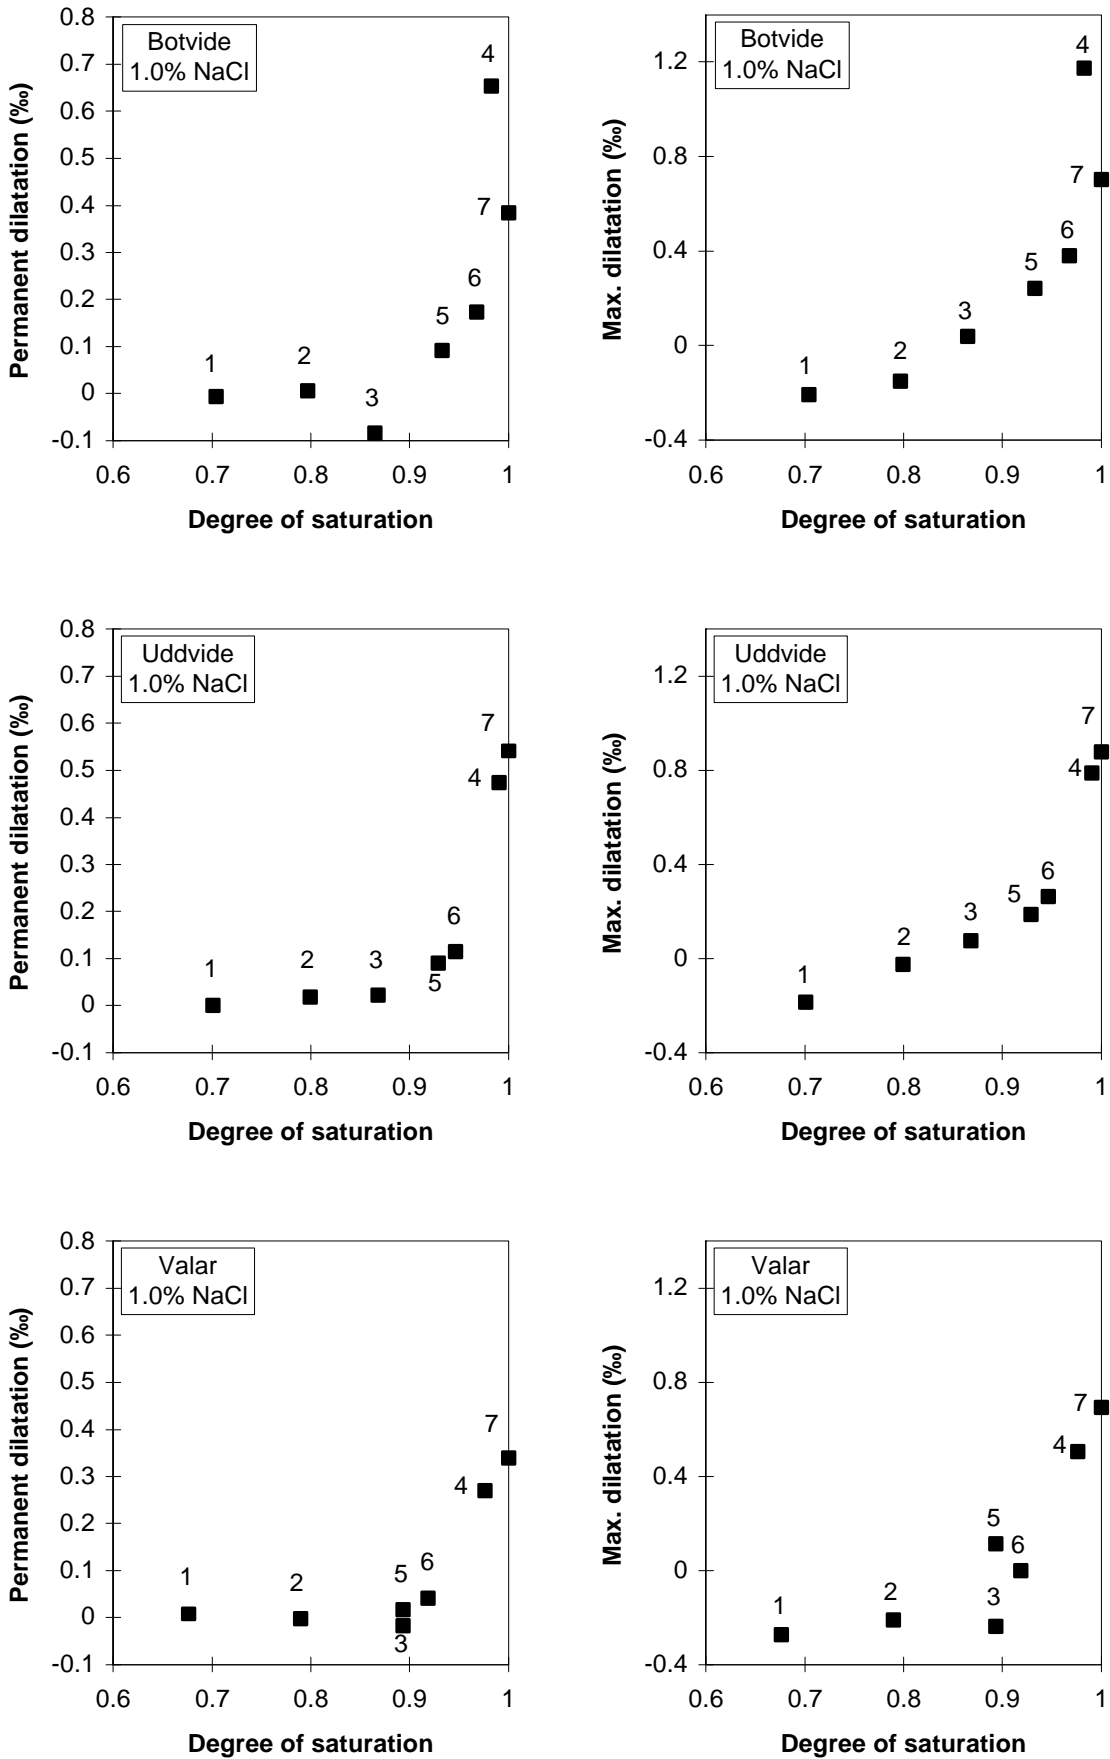 Botvide
1.0% NaCl
Permanent dilatation (‰)
0.8
0.7
0.6
0.5
0.4
0.3
0.2
0.1
0
-0.1
1
2
3
4
5
6
7
0.6 0.7 0.8 0.9 1
Degree of saturation
Botvide
1.0% NaCl
Max. dilatation (‰)
1.2
0.8
0.4
0
-0.4
1
2
3
4
5
6
7
0.6 0.7 0.8 0.9 1
Degree of saturation
Uddvide
1.0% NaCl
Permanent dilatation (‰)
0.8
0.7
0.6
0.5
0.4
0.3
0.2
0.1
0
-0.1
1
2
3
4
5
6
7
0.6 0.7 0.8 0.9 1
Degree of saturation
Uddvide
1.0% NaCl
Max. dilatation (‰)
1.2
0.8
0.4
0
-0.4
1
2
3
4
5
6
7
0.6 0.7 0.8 0.9 1
Degree of saturation
Valar
1.0% NaCl
Permanent dilatation (‰)
0.8
0.7
0.6
0.5
0.4
0.3
0.2
0.1
0
-0.1
1
2
3
4
5
6
7
0.6 0.7 0.8 0.9 1
Degree of saturation
Valar
1.0% NaCl
Max. dilatation (‰)
1.2
0.8
0.4
0
-0.4
1
2
3
4
5
6
7
0.6 0.7 0.8 0.9 1
Degree of saturation